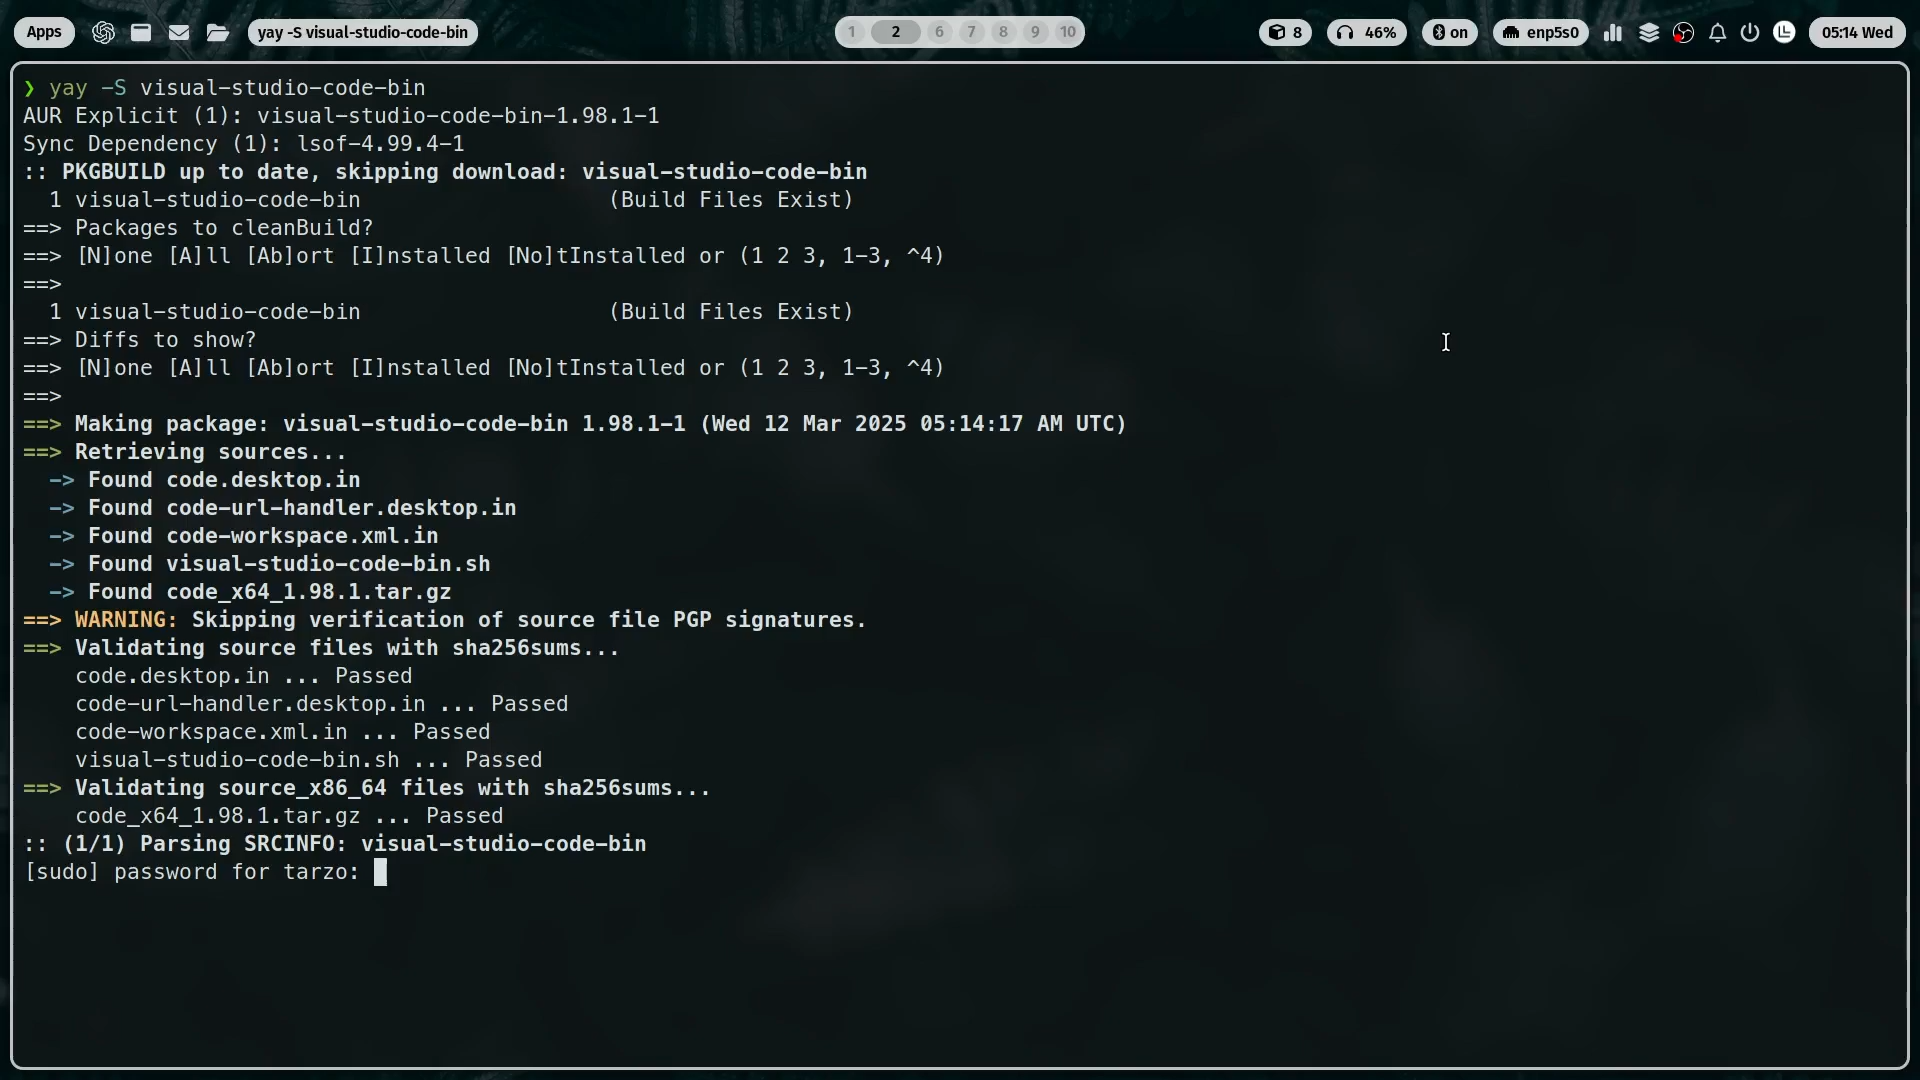 Apps yay -S visual-studio-code-bin 1 2 6 7 8 9 10 8 46% on enp5s0 05:14 Wed
❯ yay -S visual-studio-code-bin
AUR Explicit (1): visual-studio-code-bin-1.98.1-1
Sync Dependency (1): lsof-4.99.4-1
:: PKGBUILD up to date, skipping download: visual-studio-code-bin
  1 visual-studio-code-bin                   (Build Files Exist)
==> Packages to cleanBuild?
==> [N]one [A]ll [Ab]ort [I]nstalled [No]tInstalled or (1 2 3, 1-3, ^4)
==>
  1 visual-studio-code-bin                   (Build Files Exist)
==> Diffs to show?
==> [N]one [A]ll [Ab]ort [I]nstalled [No]tInstalled or (1 2 3, 1-3, ^4)
==>
==> Making package: visual-studio-code-bin 1.98.1-1 (Wed 12 Mar 2025 05:14:17 AM UTC)
==> Retrieving sources...
  -> Found code.desktop.in
  -> Found code-url-handler.desktop.in
  -> Found code-workspace.xml.in
  -> Found visual-studio-code-bin.sh
  -> Found code_x64_1.98.1.tar.gz
==> WARNING: Skipping verification of source file PGP signatures.
==> Validating source files with sha256sums...
    code.desktop.in ... Passed
    code-url-handler.desktop.in ... Passed
    code-workspace.xml.in ... Passed
    visual-studio-code-bin.sh ... Passed
==> Validating source_x86_64 files with sha256sums...
    code_x64_1.98.1.tar.gz ... Passed
:: (1/1) Parsing SRCINFO: visual-studio-code-bin
[sudo] password for tarzo: